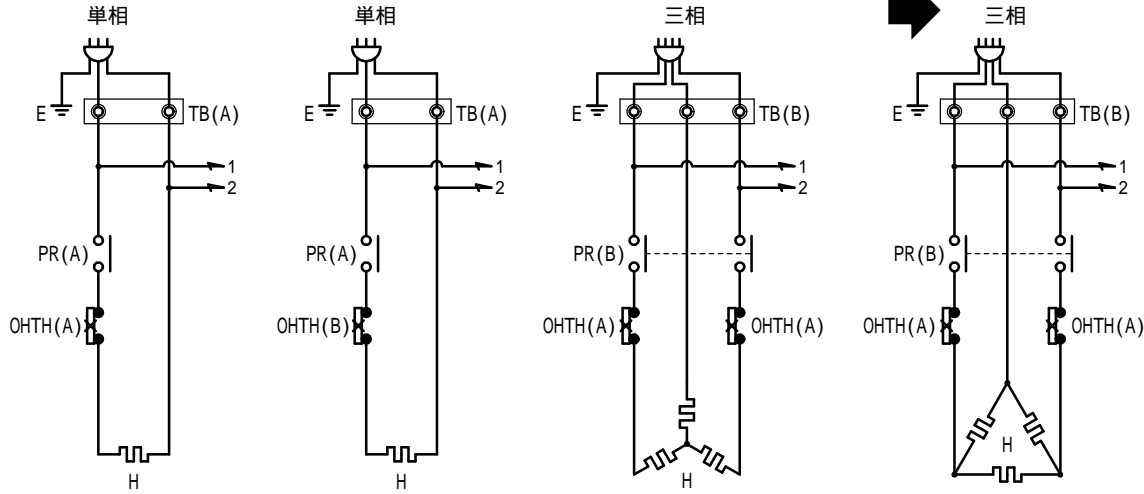 単相
E
TB(A)
1
2
PR(A)
OHTH(A)
H
単相
E
TB(A)
1
2
PR(A)
OHTH(B)
H
三相
E
TB(B)
1
2
PR(B)
OHTH(A)
OHTH(A)
H
三相
E
TB(B)
1
2
PR(B)
OHTH(A)
OHTH(A)
H